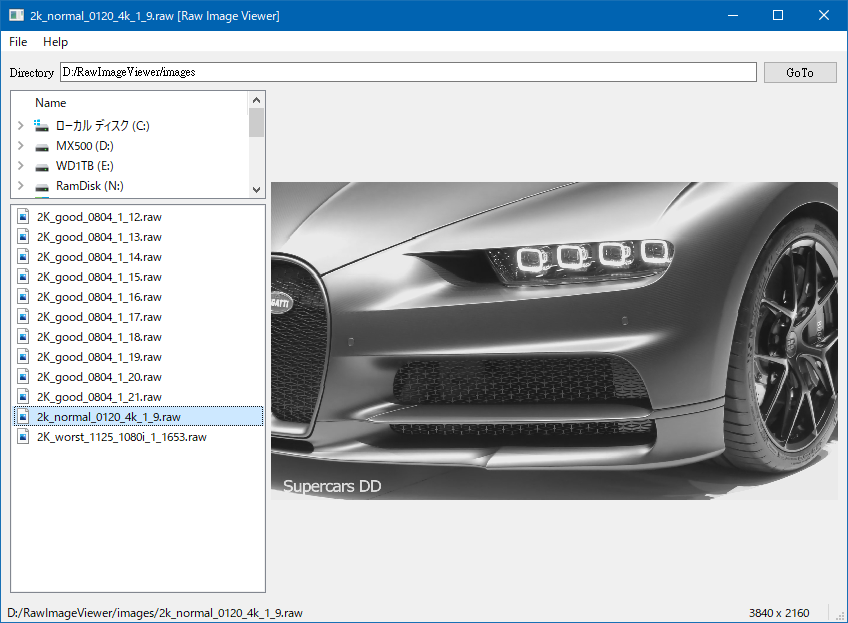 2k_normal_0120_4k_1_9.raw [Raw Image Viewer]
File Help
Directory D:/RawImageViewer/images GoTo
Name
ローカル ディスク (C:)
MX500 (D:)
WD1TB (E:)
RamDisk (N:)
2K_good_0804_1_12.raw
2K_good_0804_1_13.raw
2K_good_0804_1_14.raw
2K_good_0804_1_15.raw
2K_good_0804_1_16.raw
2K_good_0804_1_17.raw
2K_good_0804_1_18.raw
2K_good_0804_1_19.raw
2K_good_0804_1_20.raw
2K_good_0804_1_21.raw
2k_normal_0120_4k_1_9.raw
2K_worst_1125_1080i_1_1653.raw
GATTI
Supercars DD
D:/RawImageViewer/images/2k_normal_0120_4k_1_9.raw 3840 x 2160